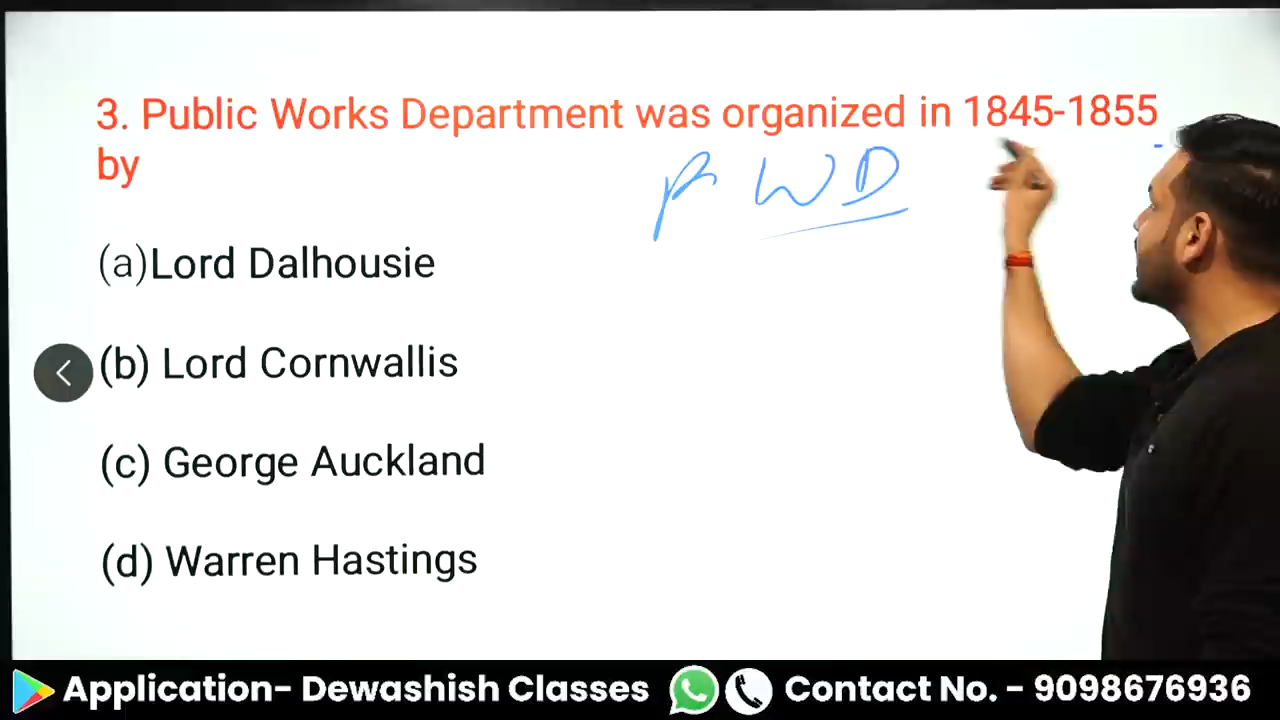 3. Public Works Department was organized in 1845-1855
by
P W D
(a)Lord Dalhousie
(b) Lord Cornwallis
(c) George Auckland
(d) Warren Hastings
Application- Dewashish Classes Contact No. - 9098676936